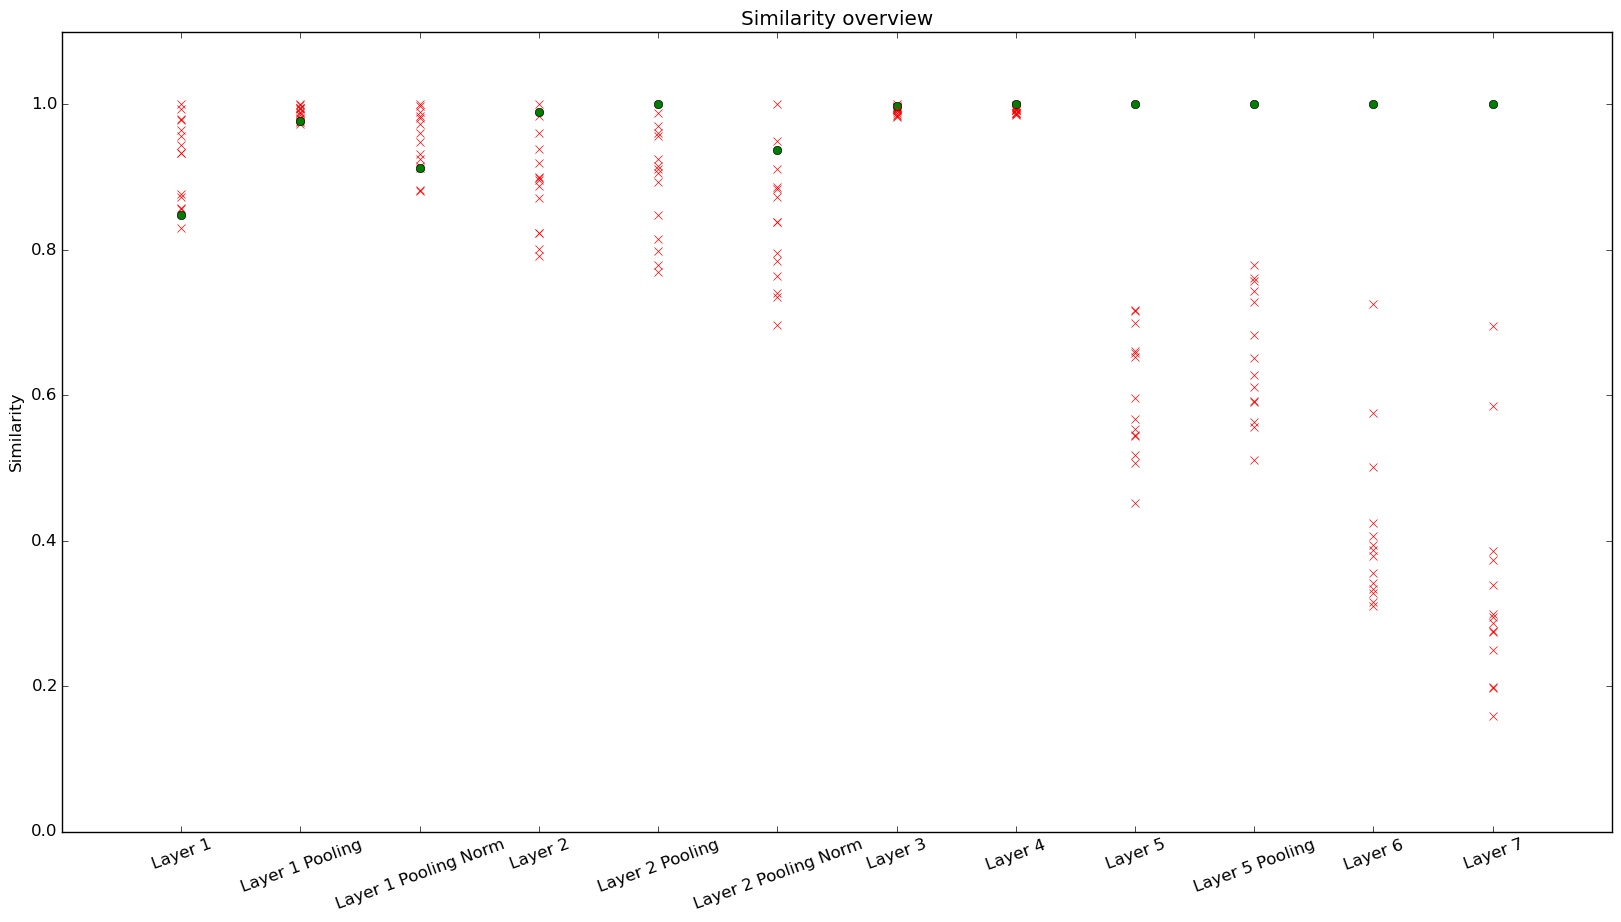 Similarity overview
Similarity
1.0
0.8
0.6
0.4
0.2
0.0
Layer 1
Layer 1 Pooling
Layer 1 Pooling Norm
Layer 2
Layer 2 Pooling
Layer 2 Pooling Norm
Layer 3
Layer 4
Layer 5
Layer 5 Pooling
Layer 6
Layer 7